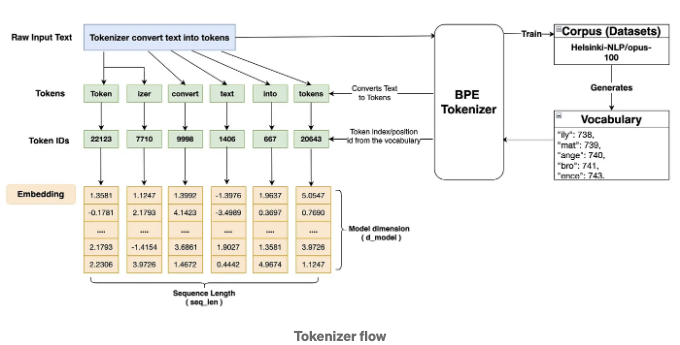 Raw Input Text
Tokenizer convert text into tokens
Train
Corpus (Datasets)
Helsinki-NLP/opus-
100
Tokens
Token izer convert text into tokens
Converts Text
to Tokens
BPE
Tokenizer
Generates
Token IDs
22123 7710 9998 1406 667 20643
Token index/position
id from the vocabulary
Vocabulary
"ily": 738,
"mat": 739,
"ange": 740,
"bro": 741,
"ence": 743,
Embedding
1.3581 1.1247 1.3992 -1.3976 1.9637 5.0547
-0.1781 2.1793 4.1423 -3.4989 0.3697 0.7690
.... .... .... .... .... ....
2.1793 -1.4154 3.6861 1.9027 1.3581 3.9726
2.2306 3.9726 1.4672 0.4442 4.9674 1.1247
Model dimension
( d_model )
Sequence Length
( seq_len )
Tokenizer flow